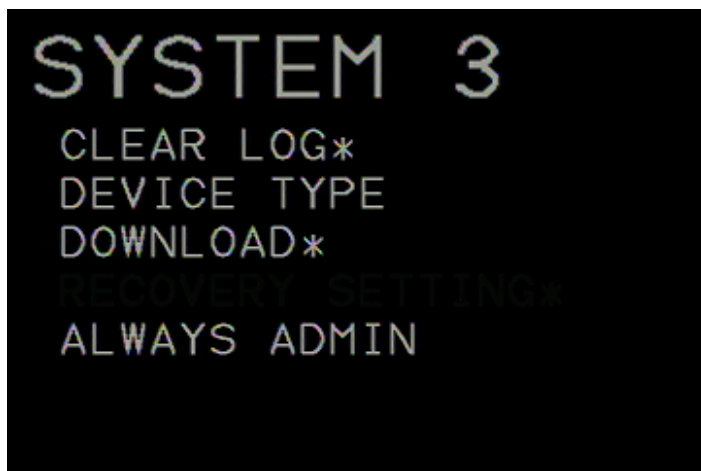 SYSTEM 3
CLEAR LOG*
DEVICE TYPE
DOWNLOAD*
RECOVERY SETTING*
ALWAYS ADMIN